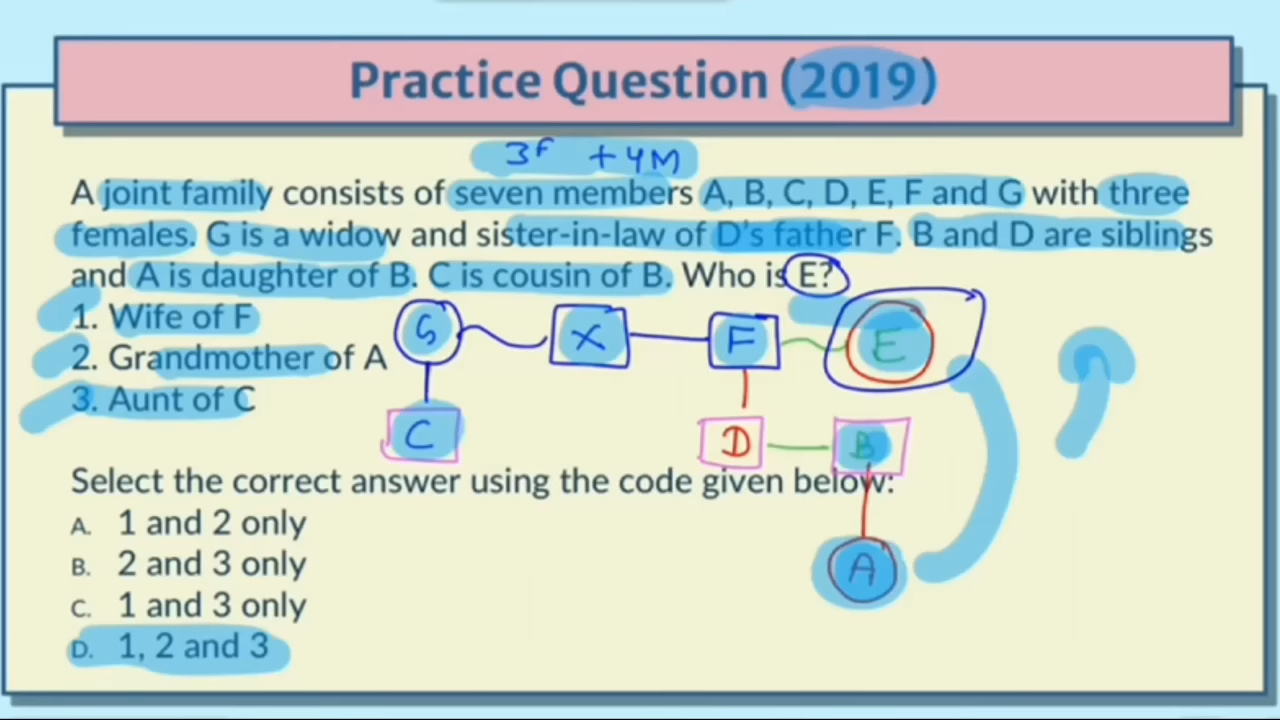 Practice Question (2019)
3F + 4M
A joint family consists of seven members A, B, C, D, E, F and G with three
females. G is a widow and sister-in-law of D's father F. B and D are siblings
and A is daughter of B. C is cousin of B. Who is E?
1. Wife of F
2. Grandmother of A
3. Aunt of C
G X F E
C D B
Select the correct answer using the code given below:
A. 1 and 2 only
B. 2 and 3 only
A
C. 1 and 3 only
D. 1, 2 and 3